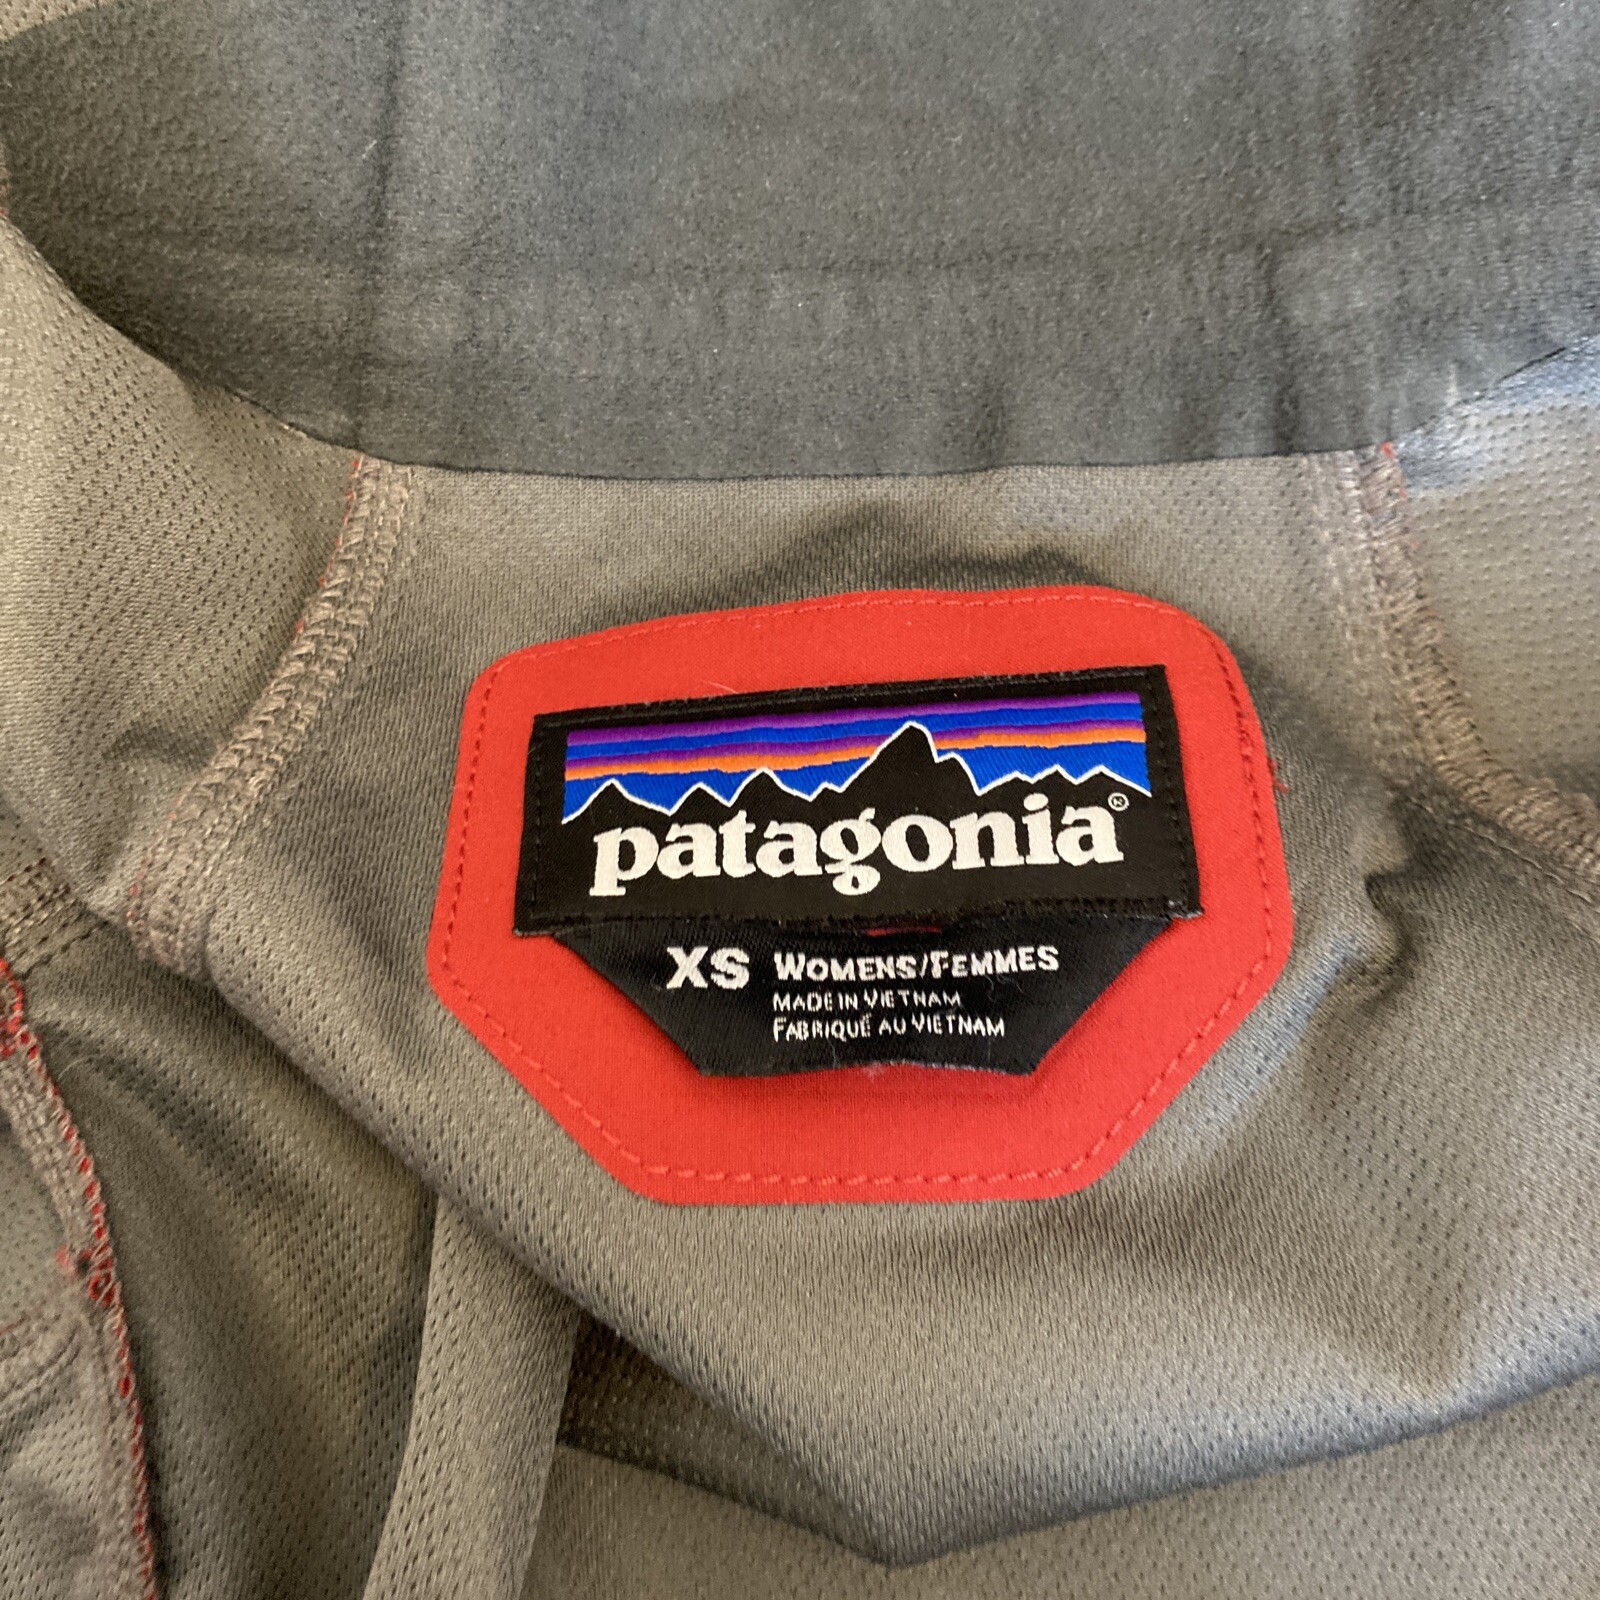 patagonia®
XS WOMENS/FEMMES
MADE IN VIETNAM
FABRIQUÉ AU VIETNAM